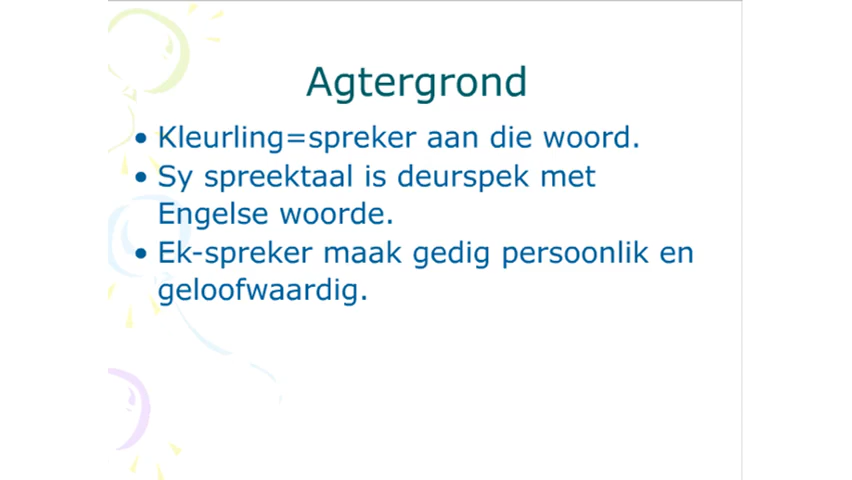 Agtergrond
• Kleurling=spreker aan die woord.
• Sy spreektaal is deurspek met
Engelse woorde.
• Ek-spreker maak gedig persoonlik en
geloofwaardig.